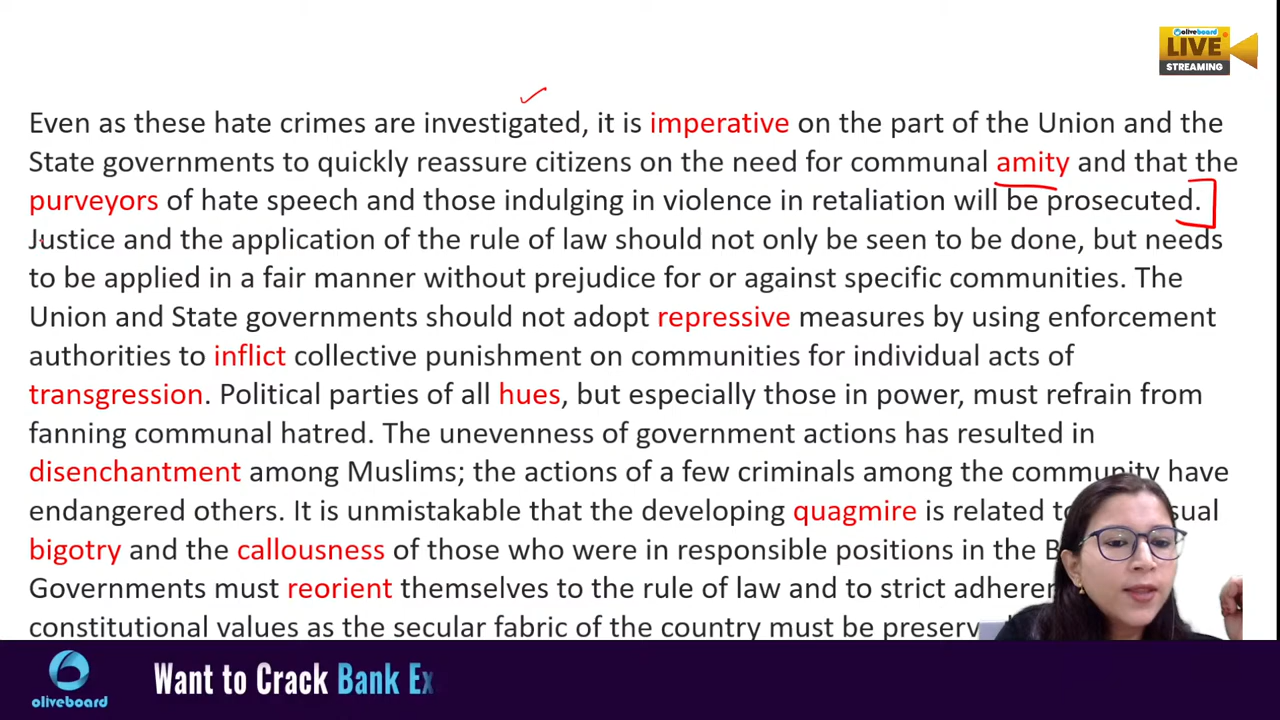 oliveboard
LIVE
STREAMING
Even as these hate crimes are investigated, it is imperative on the part of the Union and the
State governments to quickly reassure citizens on the need for communal amity and that the
purveyors of hate speech and those indulging in violence in retaliation will be prosecuted.
Justice and the application of the rule of law should not only be seen to be done, but needs
to be applied in a fair manner without prejudice for or against specific communities. The
Union and State governments should not adopt repressive measures by using enforcement
authorities to inflict collective punishment on communities for individual acts of
transgression. Political parties of all hues, but especially those in power, must refrain from
fanning communal hatred. The unevenness of government actions has resulted in
disenchantment among Muslims; the actions of a few criminals among the community have
endangered others. It is unmistakable that the developing quagmire is related
bigotry and the callousness of those who were in responsible positions in the
Governments must reorient themselves to the rule of law and to strict
constitutional values as the secular fabric of the country must be
Want to Crack Bank
oliveboard